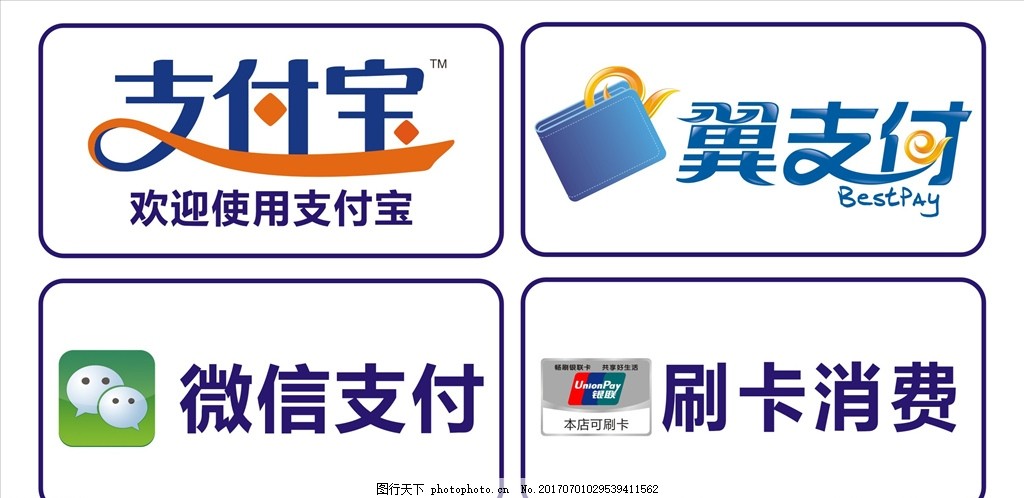 支付宝 TM
欢迎使用支付宝
翼支付
BestPAy
微信支付
畅刷银联卡 共享好生活
UnionPay
银联
本店可刷卡
刷卡消费
图行天下 photophoto.cn No.20170701029539411562